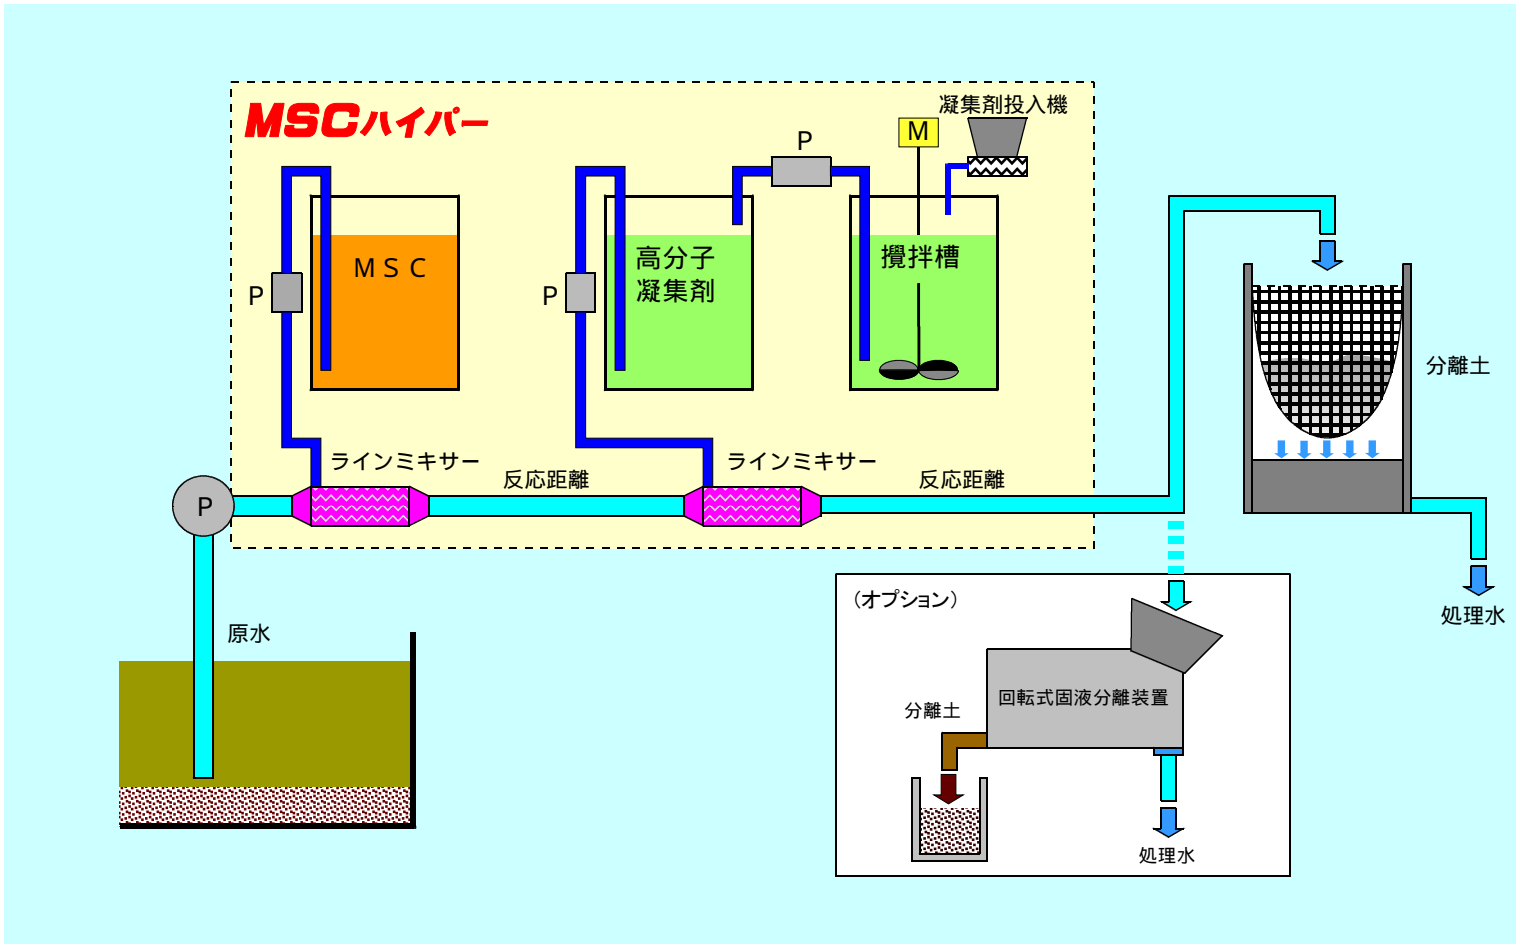 MSCハイパー
凝集剤投入機
P
M
MSC
高分子
凝集剤
攪拌槽
P
P
分離土
ラインミキサー
反応距離
ラインミキサー
反応距離
P
処理水
原水
(オプション)
回転式固液分離装置
分離土
処理水